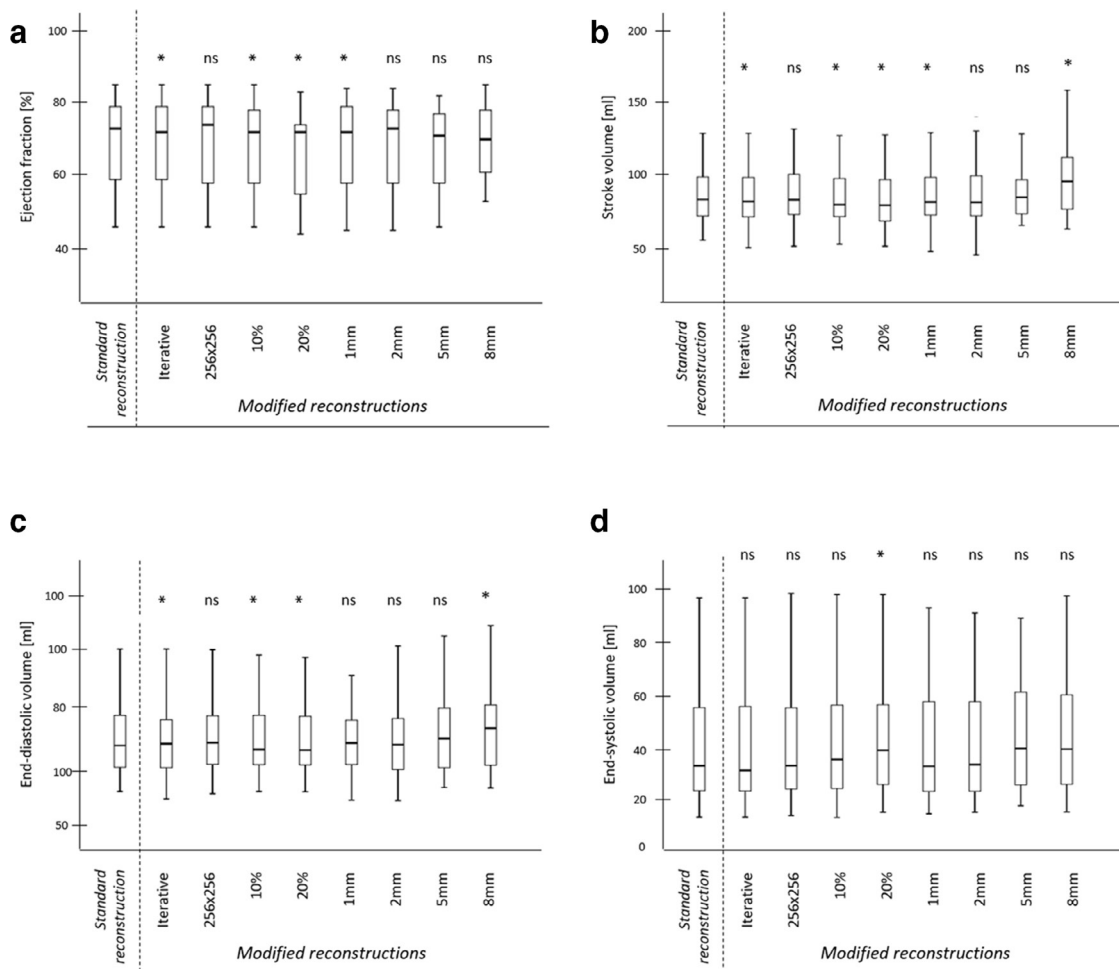 a
100
80
60
40
Ejection fraction [%]
* ns * * * ns ns ns
Standard
reconstruction
Iterative
256x256
10%
20%
1mm
2mm
5mm
8mm
Modified reconstructions
b
200
150
100
50
Stroke volume [ml]
* ns * * * ns ns *
Standard
reconstruction
Iterative
256x256
10%
20%
1mm
2mm
5mm
8mm
Modified reconstructions
c
100
100
80
100
50
End-diastolic volume [ml]
* ns * * ns ns ns *
Standard
reconstruction
Iterative
256x256
10%
20%
1mm
2mm
5mm
8mm
Modified reconstructions
d
100
80
60
40
20
0
End-systolic volume [ml]
ns ns ns * ns ns ns ns
Standard
reconstruction
Iterative
256x256
10%
20%
1mm
2mm
5mm
8mm
Modified reconstructions